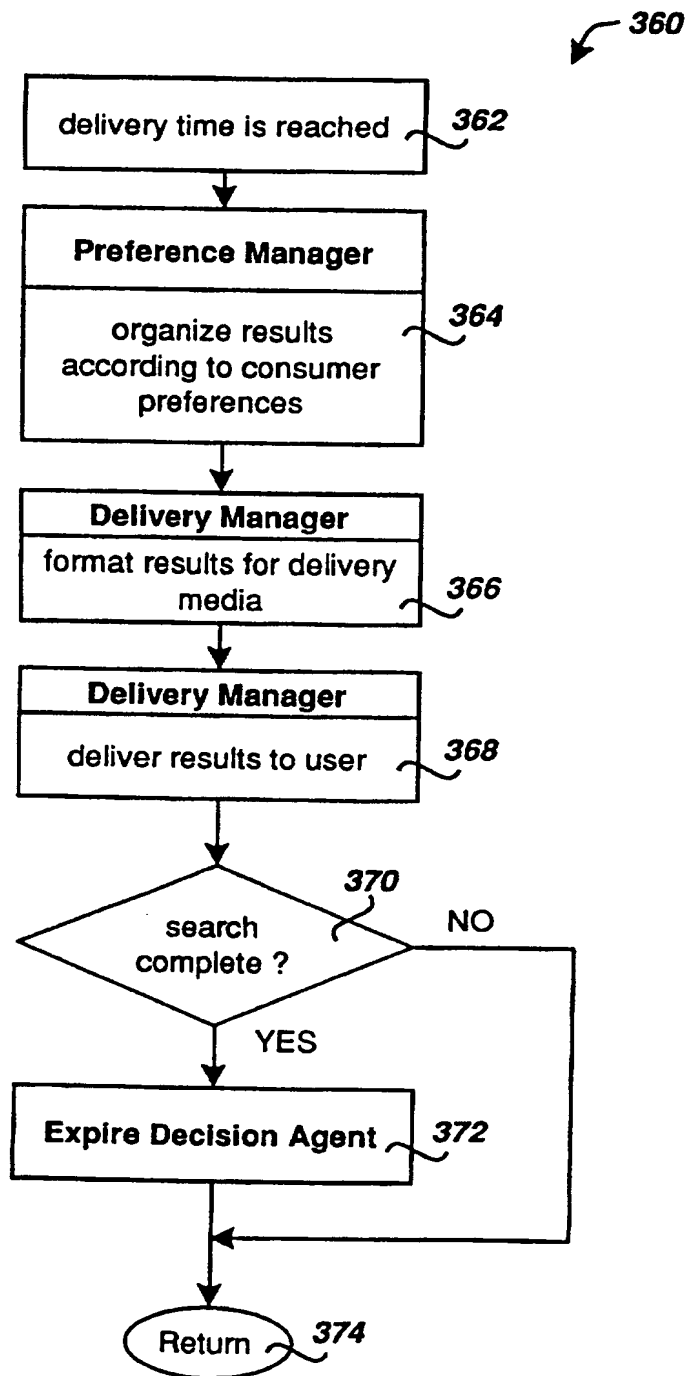 360
delivery time is reached
362
Preference Manager
organize results
according to consumer
preferences
364
Delivery Manager
format results for delivery
media
366
Delivery Manager
deliver results to user
368
370
search
complete ?
NO
YES
Expire Decision Agent
372
Return
374